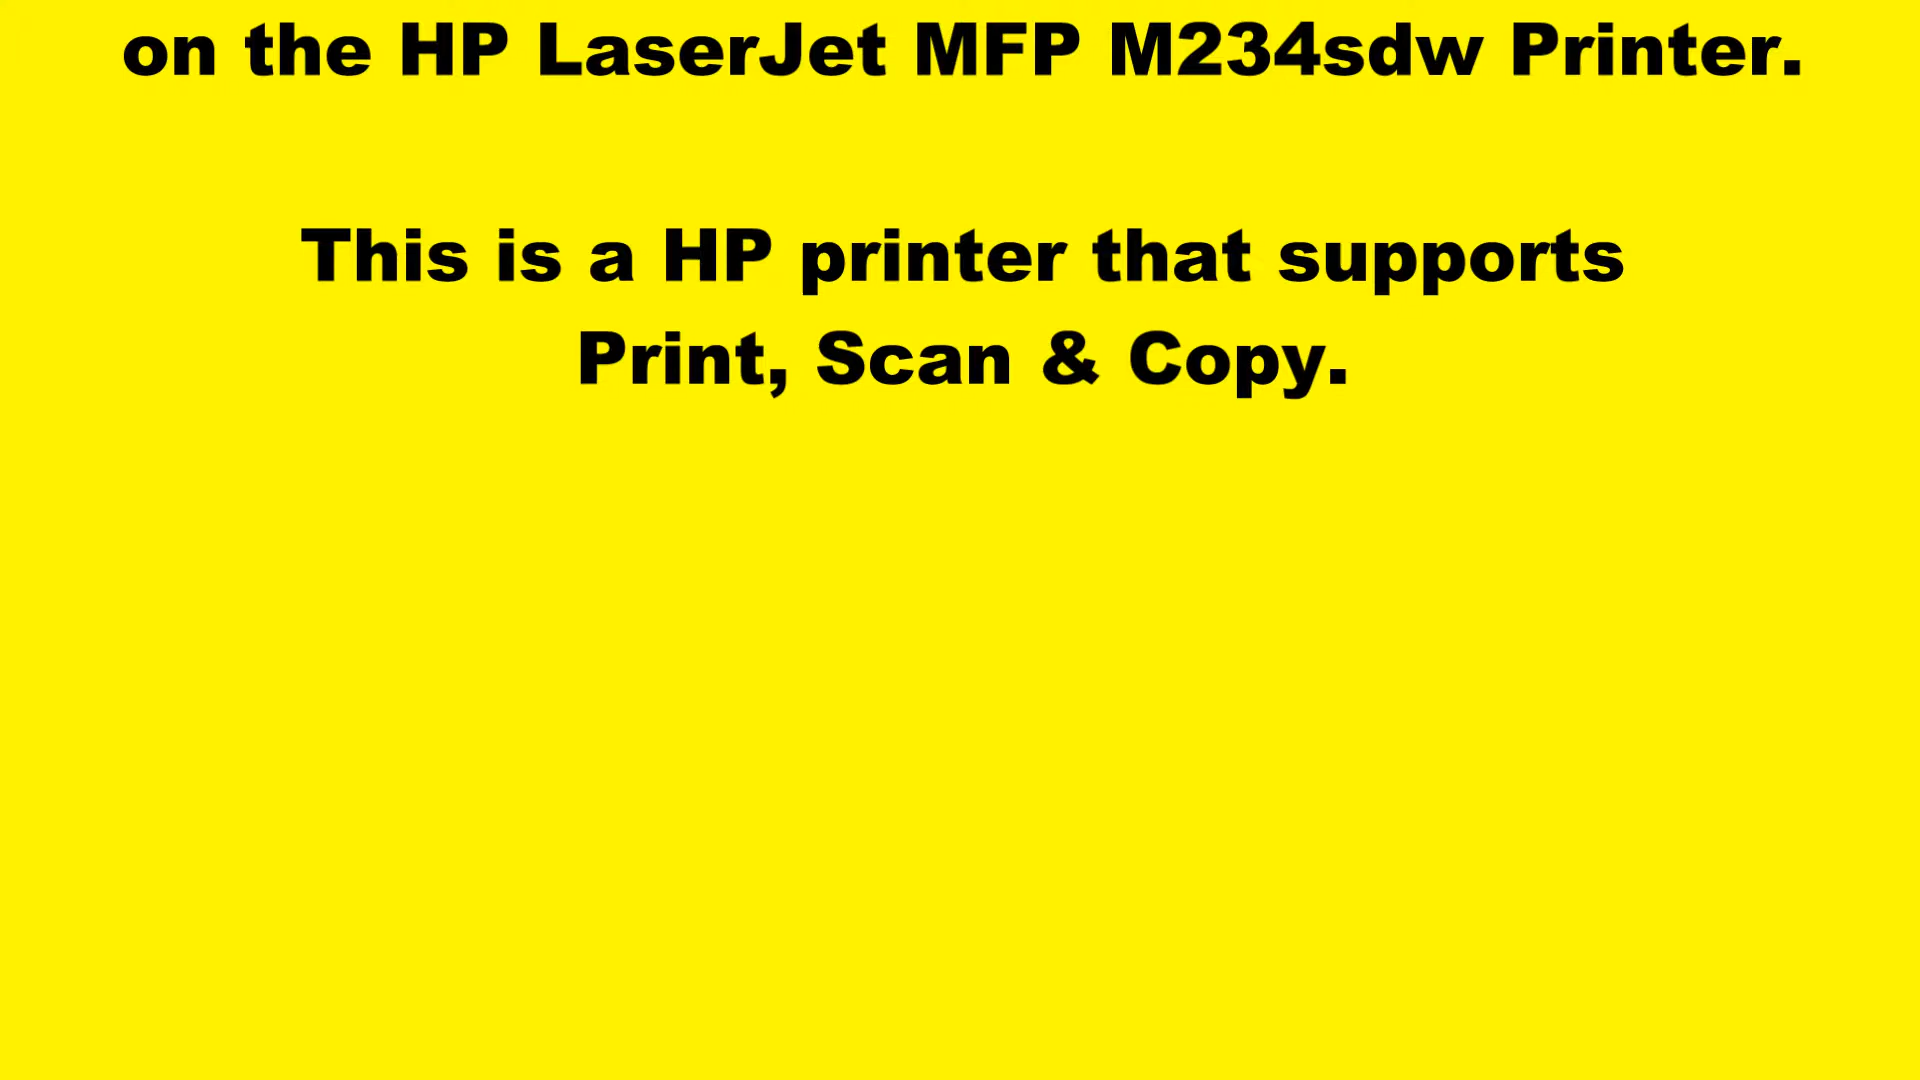 on the HP LaserJet MFP M234sdw Printer.
This is a HP printer that supports
Print, Scan & Copy.